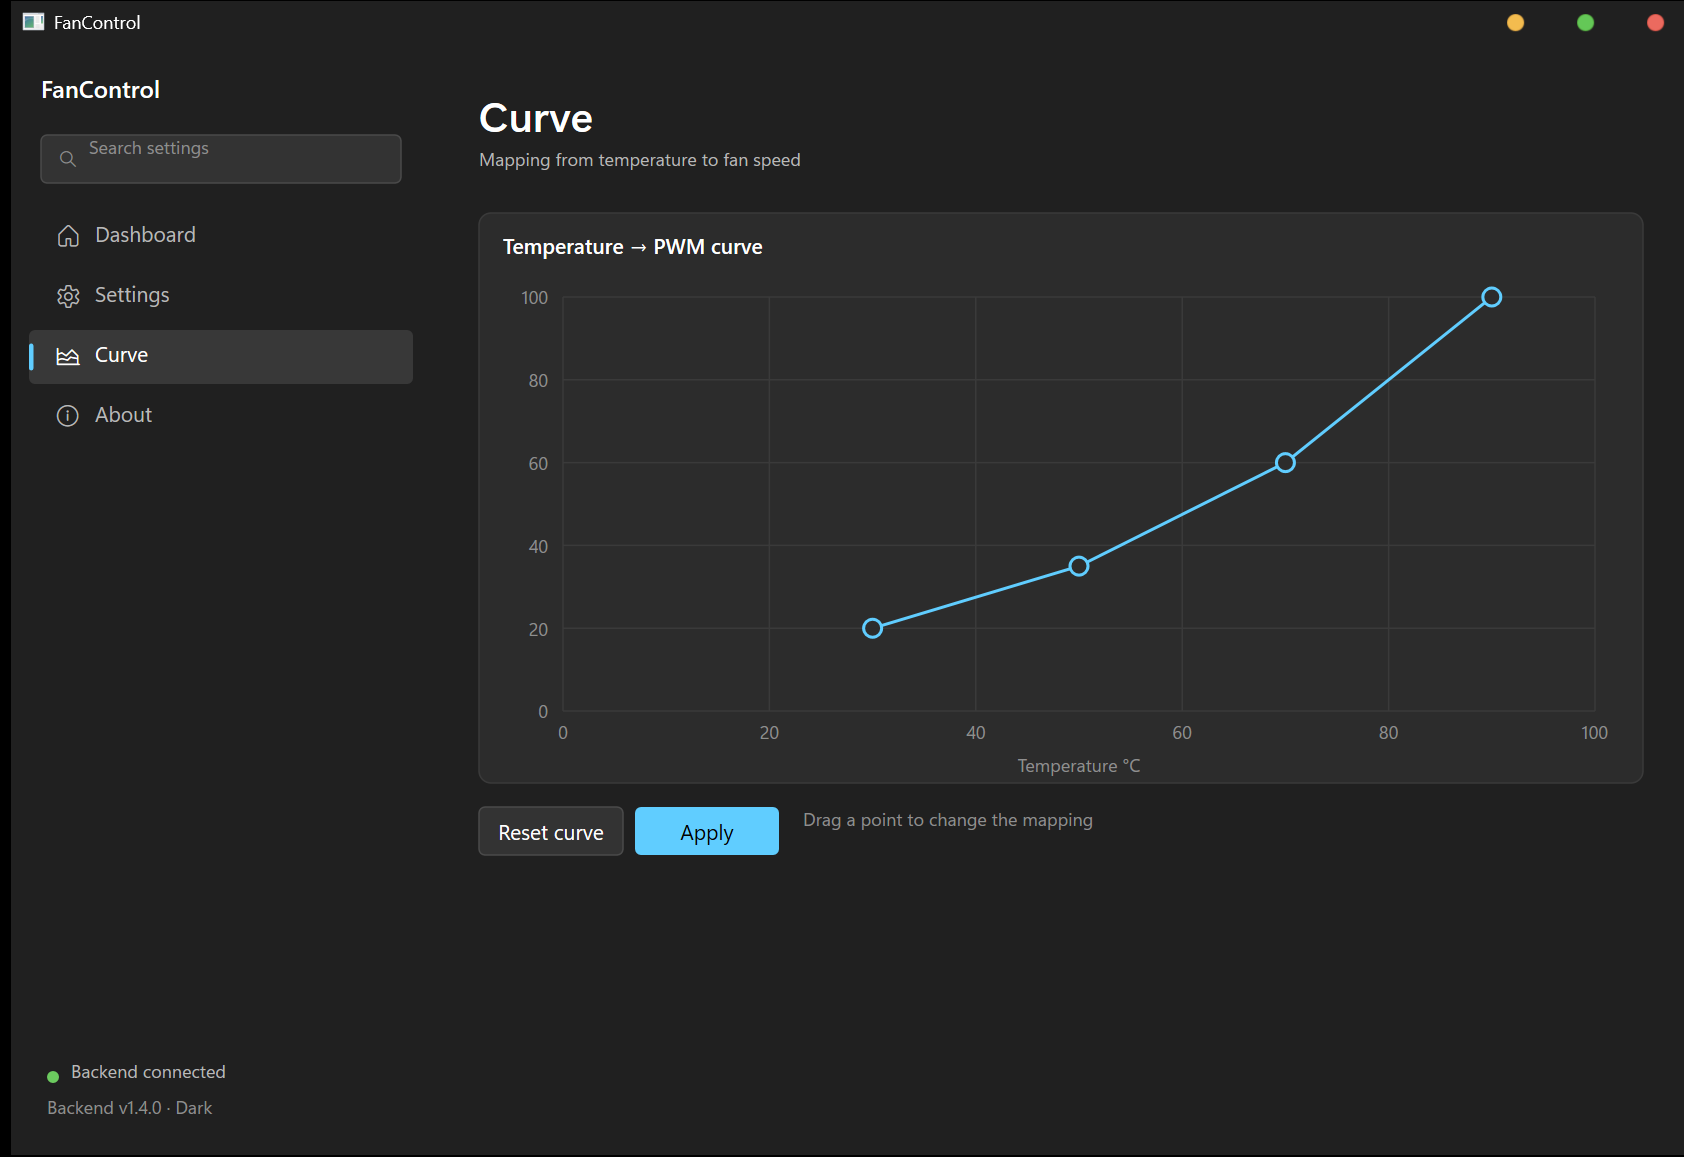 FanControl
FanControl
Search settings
Dashboard
Settings
Curve
About
Backend connected
Backend v1.4.0 · Dark
Curve
Mapping from temperature to fan speed
Temperature → PWM curve
100
80
60
40
20
0
0 20 40 60 80 100
Temperature °C
Reset curve
Apply
Drag a point to change the mapping